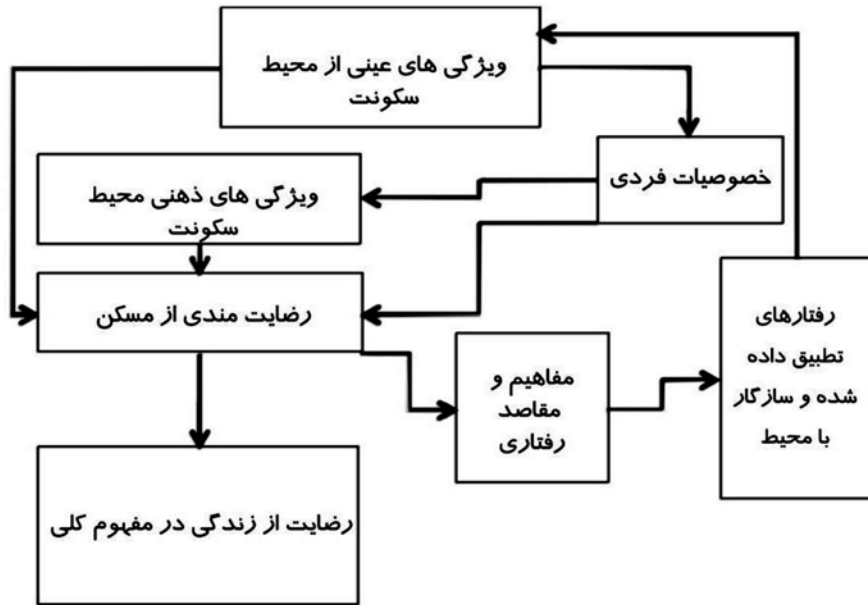 ویژگی های عینی از محیط
سکونت
خصوصیات فردی
ویژگی های ذهنی محیط
سکونت
رضایت مندی از مسکن
رفتارهای
تطبیق داده
شده و سازگار
با محیط
مفاهیم و
مقاصد
رفتاری
رضایت از زندگی در مفهوم کلی